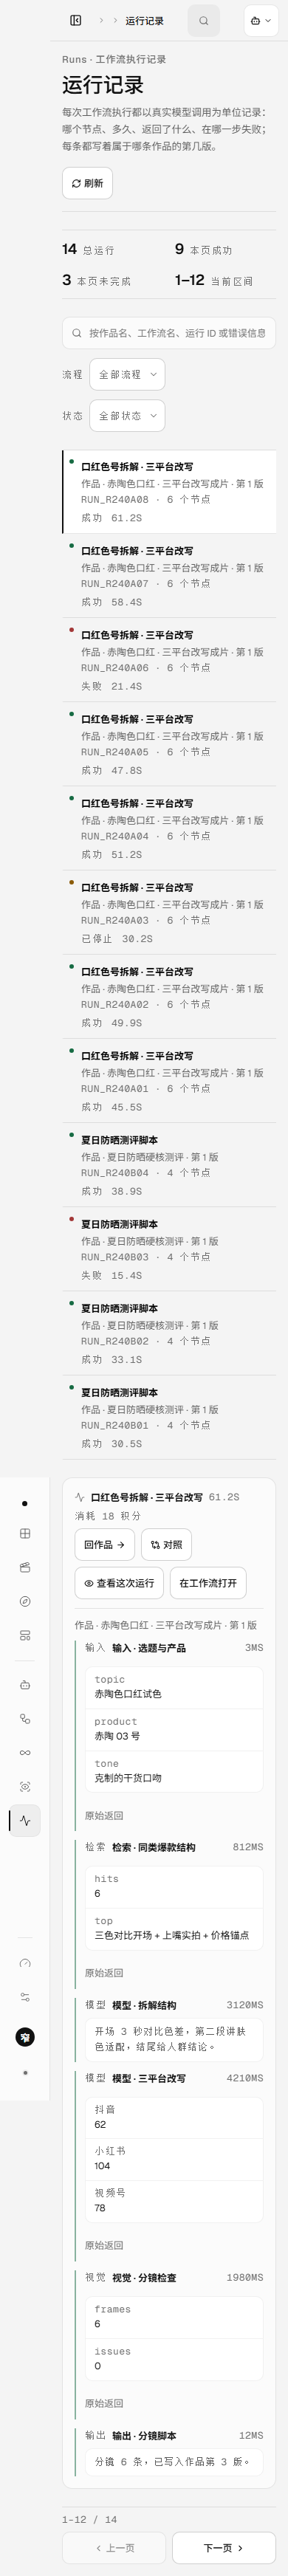 运行记录
Runs · 工作流执行记录
运行记录
每次工作流执行都以真实模型调用为单位记录：
哪个节点、多久、返回了什么、在哪一步失败；
每条都写着属于哪条作品的第几版。
刷新
14 总运行
9 本页成功
3 本页未完成
1–12 当前区间
按作品名、工作流名、运行 ID 或错误信息
流程 全部流程
状态 全部状态
口红色号拆解 · 三平台改写
作品 · 赤陶色口红 · 三平台改写成片 · 第 1 版
RUN_R240A08 · 6 个节点
成功 61.2S
口红色号拆解 · 三平台改写
作品 · 赤陶色口红 · 三平台改写成片 · 第 1 版
RUN_R240A07 · 6 个节点
成功 58.4S
口红色号拆解 · 三平台改写
作品 · 赤陶色口红 · 三平台改写成片 · 第 1 版
RUN_R240A06 · 6 个节点
失败 21.4S
口红色号拆解 · 三平台改写
作品 · 赤陶色口红 · 三平台改写成片 · 第 1 版
RUN_R240A05 · 6 个节点
成功 47.8S
口红色号拆解 · 三平台改写
作品 · 赤陶色口红 · 三平台改写成片 · 第 1 版
RUN_R240A04 · 6 个节点
成功 51.2S
口红色号拆解 · 三平台改写
作品 · 赤陶色口红 · 三平台改写成片 · 第 1 版
RUN_R240A03 · 6 个节点
已停止 30.2S
口红色号拆解 · 三平台改写
作品 · 赤陶色口红 · 三平台改写成片 · 第 1 版
RUN_R240A02 · 6 个节点
成功 49.9S
口红色号拆解 · 三平台改写
作品 · 赤陶色口红 · 三平台改写成片 · 第 1 版
RUN_R240A01 · 6 个节点
成功 45.5S
夏日防晒测评脚本
作品 · 夏日防晒硬核测评 · 第 1 版
RUN_R240B04 · 4 个节点
成功 38.9S
夏日防晒测评脚本
作品 · 夏日防晒硬核测评 · 第 1 版
RUN_R240B03 · 4 个节点
失败 15.4S
夏日防晒测评脚本
作品 · 夏日防晒硬核测评 · 第 1 版
RUN_R240B02 · 4 个节点
成功 33.1S
夏日防晒测评脚本
作品 · 夏日防晒硬核测评 · 第 1 版
RUN_R240B01 · 4 个节点
成功 30.5S
口红色号拆解 · 三平台改写 61.2S
消耗 18 积分
回作品
对照
查看这次运行
在工作流打开
作品 · 赤陶色口红 · 三平台改写成片 · 第 1 版
输入 输入 · 选题与产品 3MS
topic
赤陶色口红试色
product
赤陶 03 号
tone
克制的干货口吻
原始返回
检索 检索 · 同类爆款结构 812MS
hits
6
top
三色对比开场 + 上嘴实拍 + 价格锚点
原始返回
模型 模型 · 拆解结构 3120MS
开场 3 秒对比色差，第二段讲肤
色适配，结尾给人群结论。
模型 模型 · 三平台改写 4210MS
抖音
62
小红书
104
视频号
78
原始返回
视觉 视觉 · 分镜检查 1980MS
frames
6
issues
0
原始返回
输出 输出 · 分镜脚本 12MS
分镜 6 条，已写入作品第 3 版。
窄
1–12 / 14
上一页
下一页